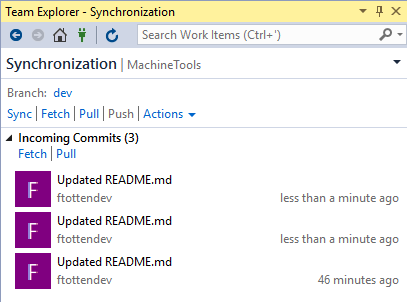 Team Explorer - Synchronization
Search Work Items (Ctrl+')
Synchronization | MachineTools
Branch: dev
Sync | Fetch | Pull | Push | Actions
Incoming Commits (3)
Fetch | Pull
F
Updated README.md
ftottendev less than a minute ago
F
Updated README.md
ftottendev less than a minute ago
F
Updated README.md
ftottendev 46 minutes ago